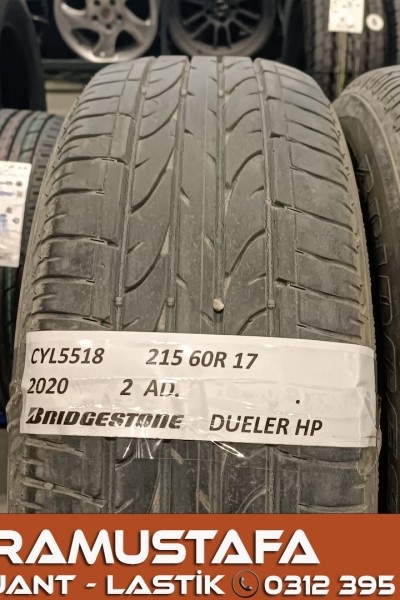 CYL5518 215 60R 17
2020 2 AD.
BRIDGESTONE DUELER HP
RAMUSTAFA
JANT - LASTİK 0312 395